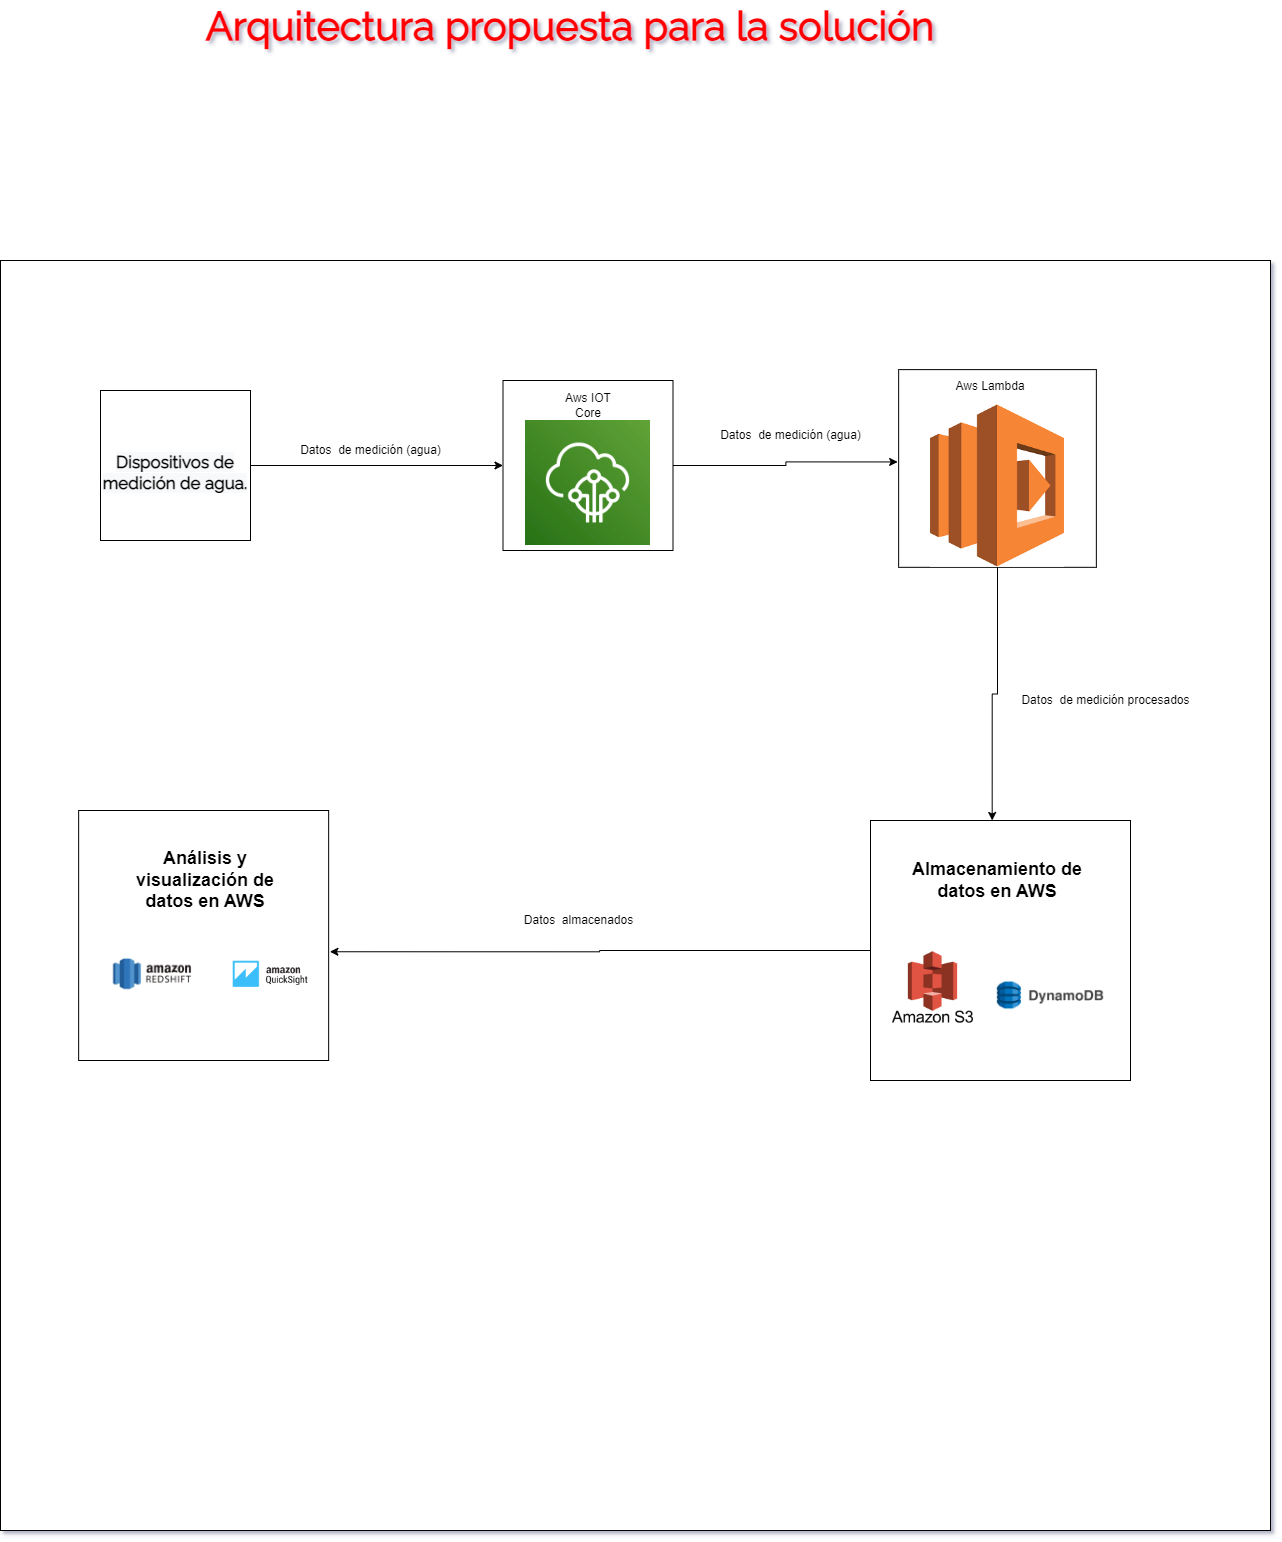 Arquitectura propuesta para la solución
Dispositivos de
medición de agua.
Datos  de medición (agua)
Aws IOT
Core
Datos  de medición (agua)
Aws Lambda
Datos  de medición procesados
Almacenamiento de
datos en AWS
Amazon S3
DynamoDB
Datos  almacenados
Análisis y
visualización de
datos en AWS
amazon
REDSHIFT
amazon
QuickSight